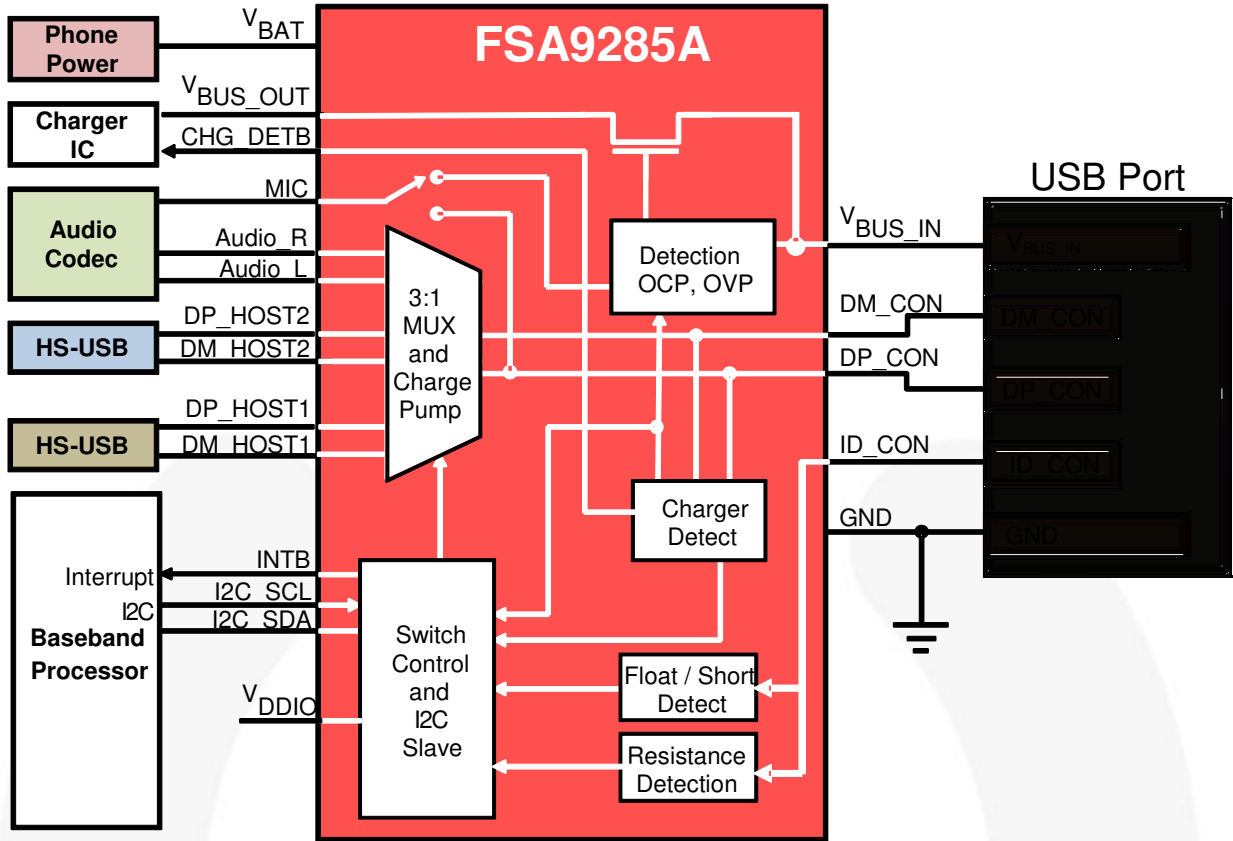 FSA9285A
Phone
Power
VBAT
Charger
IC
VBUS_OUT
CHG_DETB
Audio
Codec
MIC
Audio_R
Audio_L
HS-USB
DP_HOST2
DM_HOST2
HS-USB
DP_HOST1
DM_HOST1
Interrupt
I2C
Baseband
Processor
INTB
I2C_SCL
I2C_SDA
VDDIO
3:1
MUX
and
Charge
Pump
Detection
OCP, OVP
Charger
Detect
Switch
Control
and
I2C
Slave
Float / Short
Detect
Resistance
Detection
VBUS_IN
DM_CON
DP_CON
ID_CON
GND
USB Port
VBUS_IN
DM_CON
DP_CON
ID_CON
GND